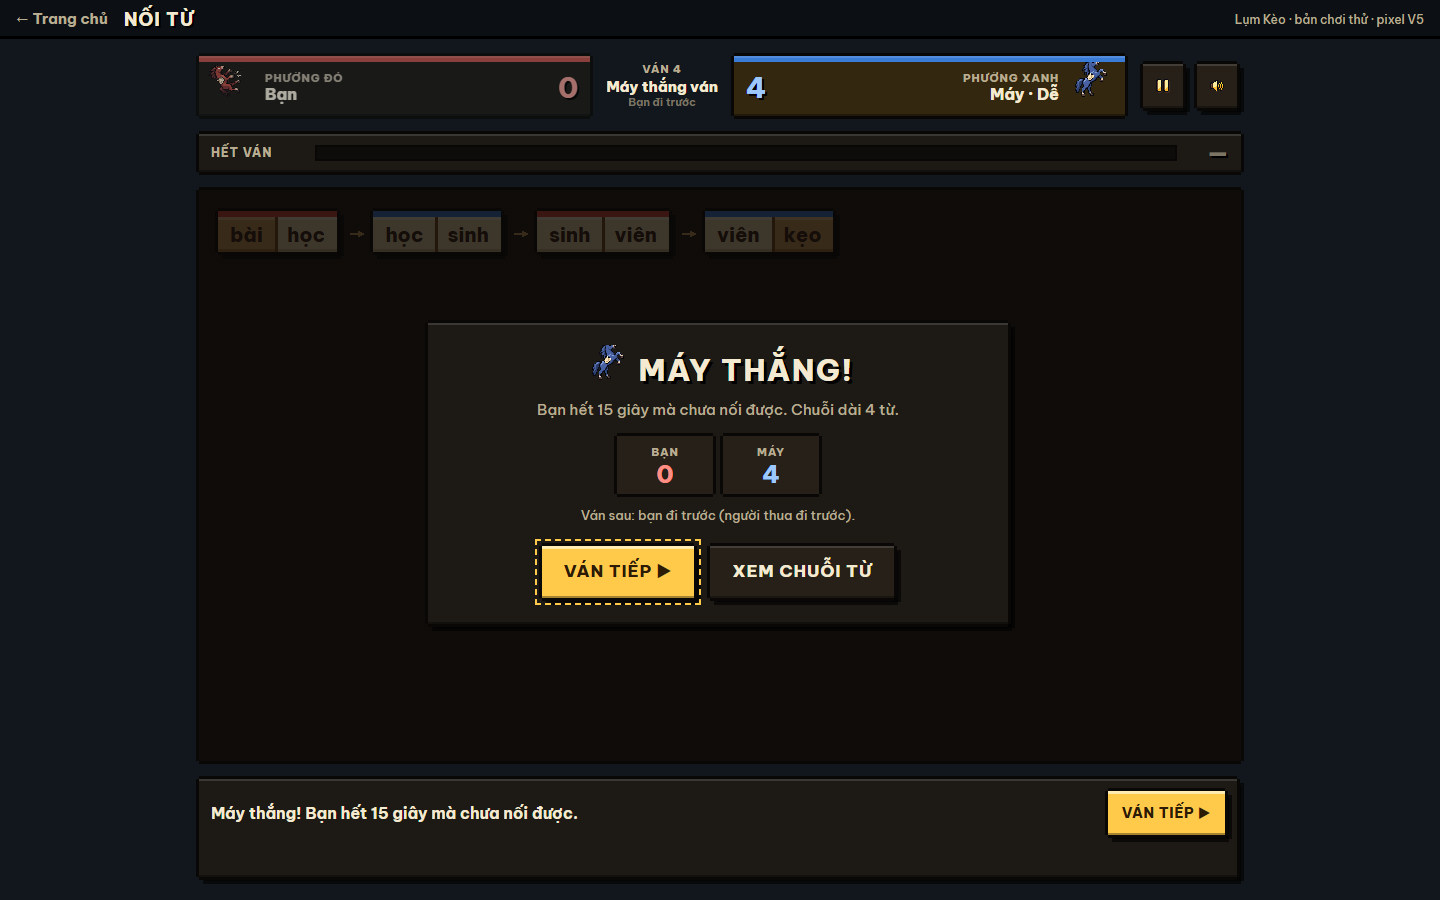 ← Trang chủ NỐI TỪ
Lụm Kèo · bản chơi thử · pixel V5
PHƯƠNG ĐỎ
Bạn
0
VÁN 4
Máy thắng ván
Bạn đi trước
4
PHƯƠNG XANH
Máy · Dễ
HẾT VÁN
—
bài học → học sinh → sinh viên → viên kẹo
MÁY THẮNG!
Bạn hết 15 giây mà chưa nối được. Chuỗi dài 4 từ.
BẠN
0
MÁY
4
Ván sau: bạn đi trước (người thua đi trước).
VÁN TIẾP ▶
XEM CHUỖI TỪ
Máy thắng! Bạn hết 15 giây mà chưa nối được.
VÁN TIẾP ▶